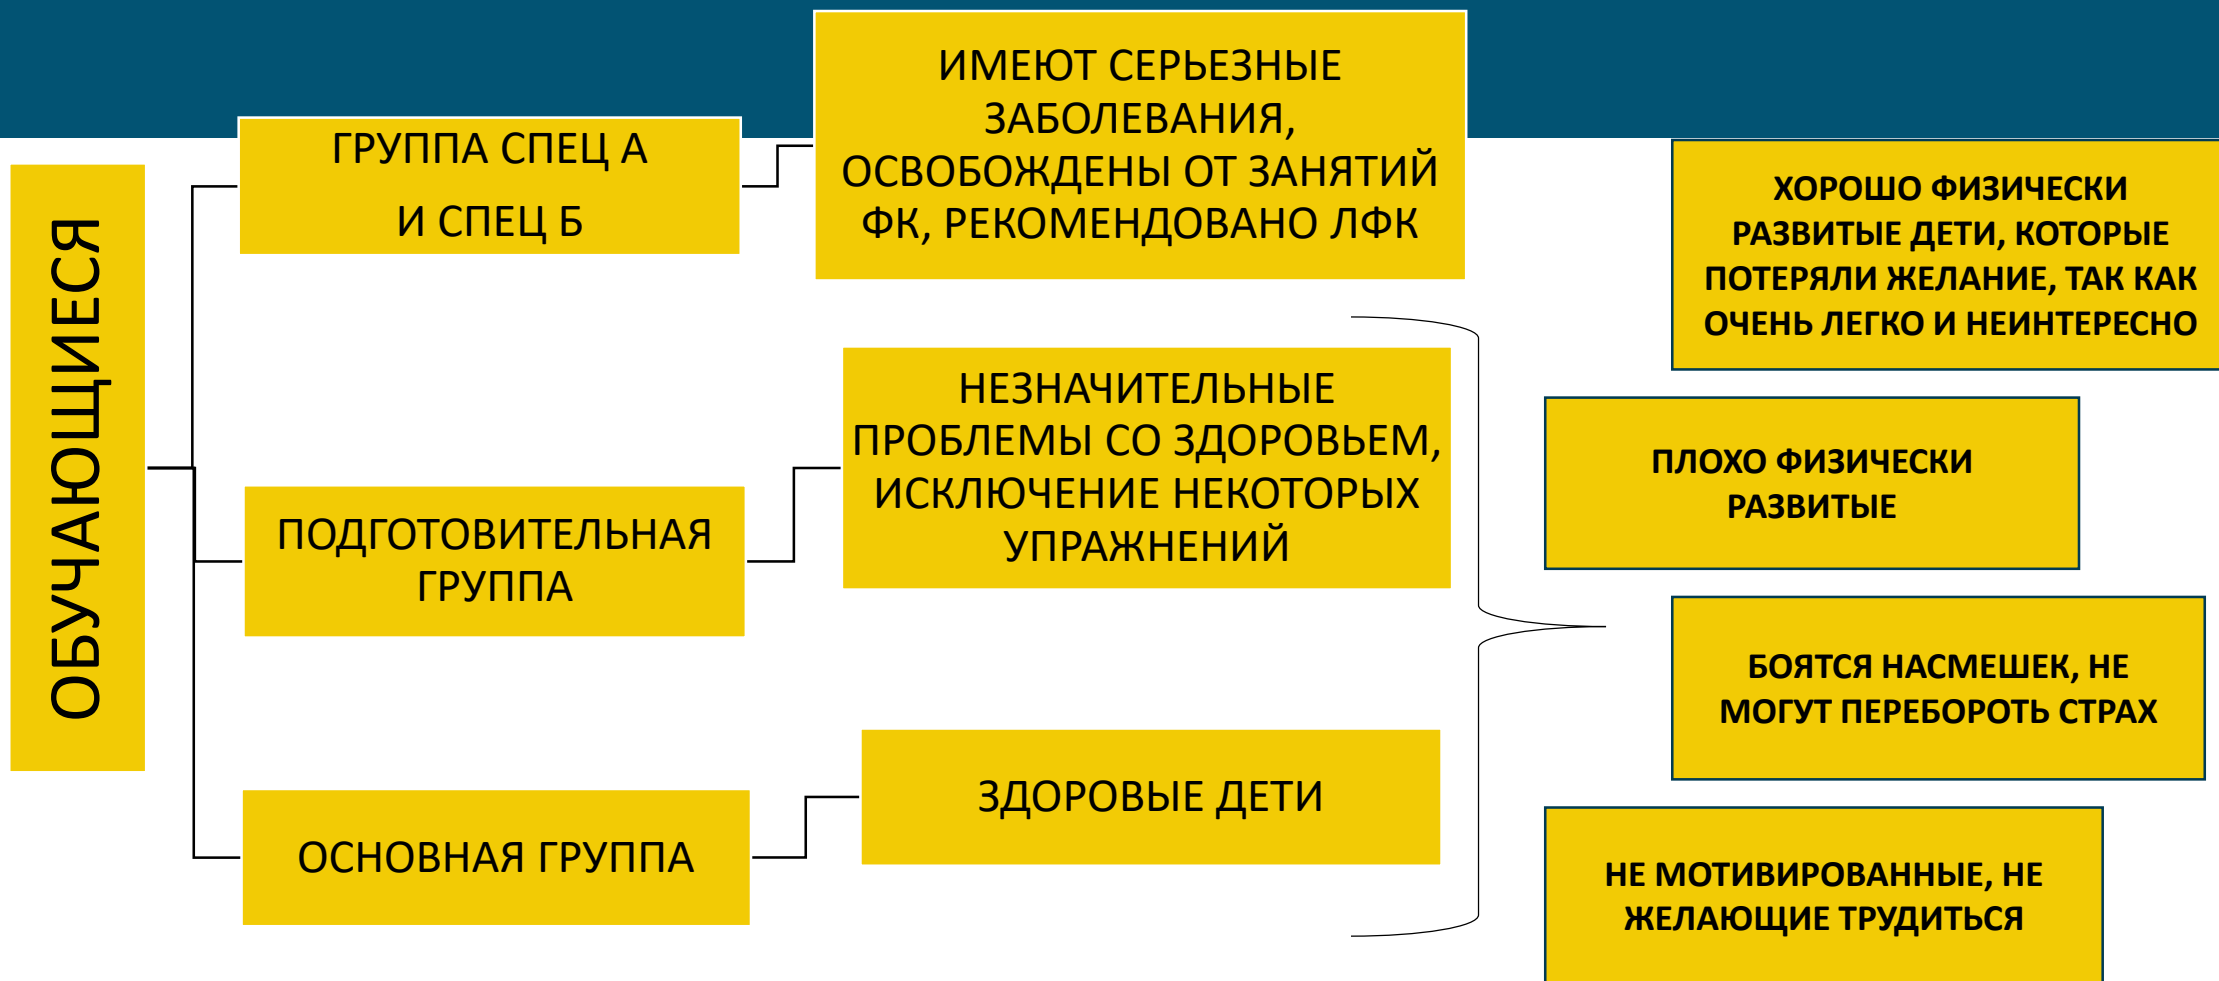 ОБУЧАЮЩИЕСЯ
ГРУППА СПЕЦ А
И СПЕЦ Б
ИМЕЮТ СЕРЬЕЗНЫЕ
ЗАБОЛЕВАНИЯ,
ОСВОБОЖДЕНЫ ОТ ЗАНЯТИЙ
ФК, РЕКОМЕНДОВАНО ЛФК
ПОДГОТОВИТЕЛЬНАЯ
ГРУППА
НЕЗНАЧИТЕЛЬНЫЕ
ПРОБЛЕМЫ СО ЗДОРОВЬЕМ,
ИСКЛЮЧЕНИЕ НЕКОТОРЫХ
УПРАЖНЕНИЙ
ОСНОВНАЯ ГРУППА
ЗДОРОВЫЕ ДЕТИ
ХОРОШО ФИЗИЧЕСКИ
РАЗВИТЫЕ ДЕТИ, КОТОРЫЕ
ПОТЕРЯЛИ ЖЕЛАНИЕ, ТАК КАК
ОЧЕНЬ ЛЕГКО И НЕИНТЕРЕСНО
ПЛОХО ФИЗИЧЕСКИ
РАЗВИТЫЕ
БОЯТСЯ НАСМЕШЕК, НЕ
МОГУТ ПЕРЕБОРОТЬ СТРАХ
НЕ МОТИВИРОВАННЫЕ, НЕ
ЖЕЛАЮЩИЕ ТРУДИТЬСЯ